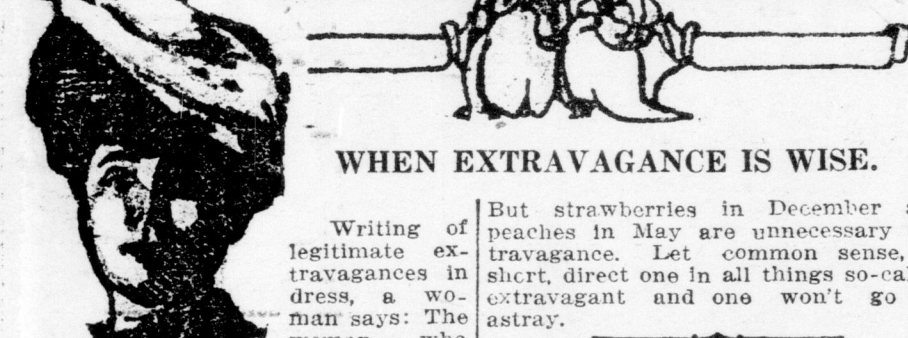 WHEN EXTRAVAGANCE IS WISE.
Writing of
legitimate ex-
travagances in
dress, a wo-
man says: The
But strawberries in December
peaches in May are unnecessary
travagance. Let common sense,
short, direct one in all things so-cal
extravagant and one won't go
astray.